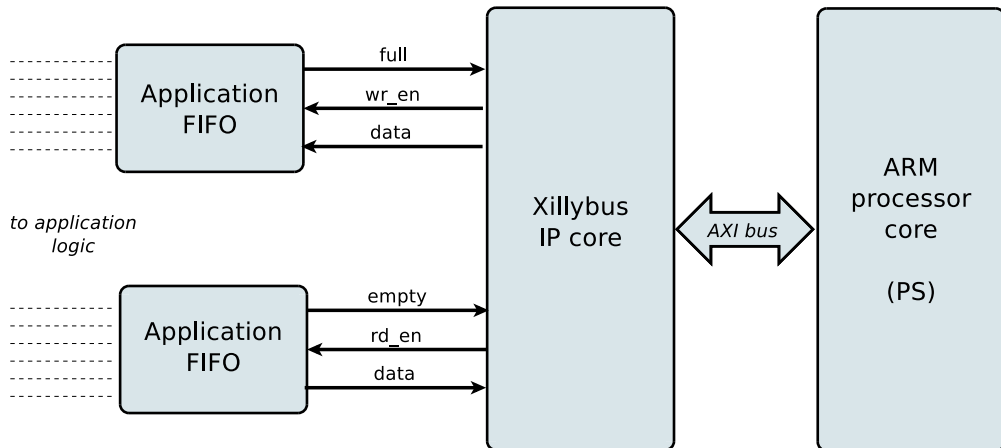 Application
FIFO
full
wr_en
data
to application
logic
Application
FIFO
empty
rd_en
data
Xillybus
IP core
AXI bus
ARM
processor
core
(PS)